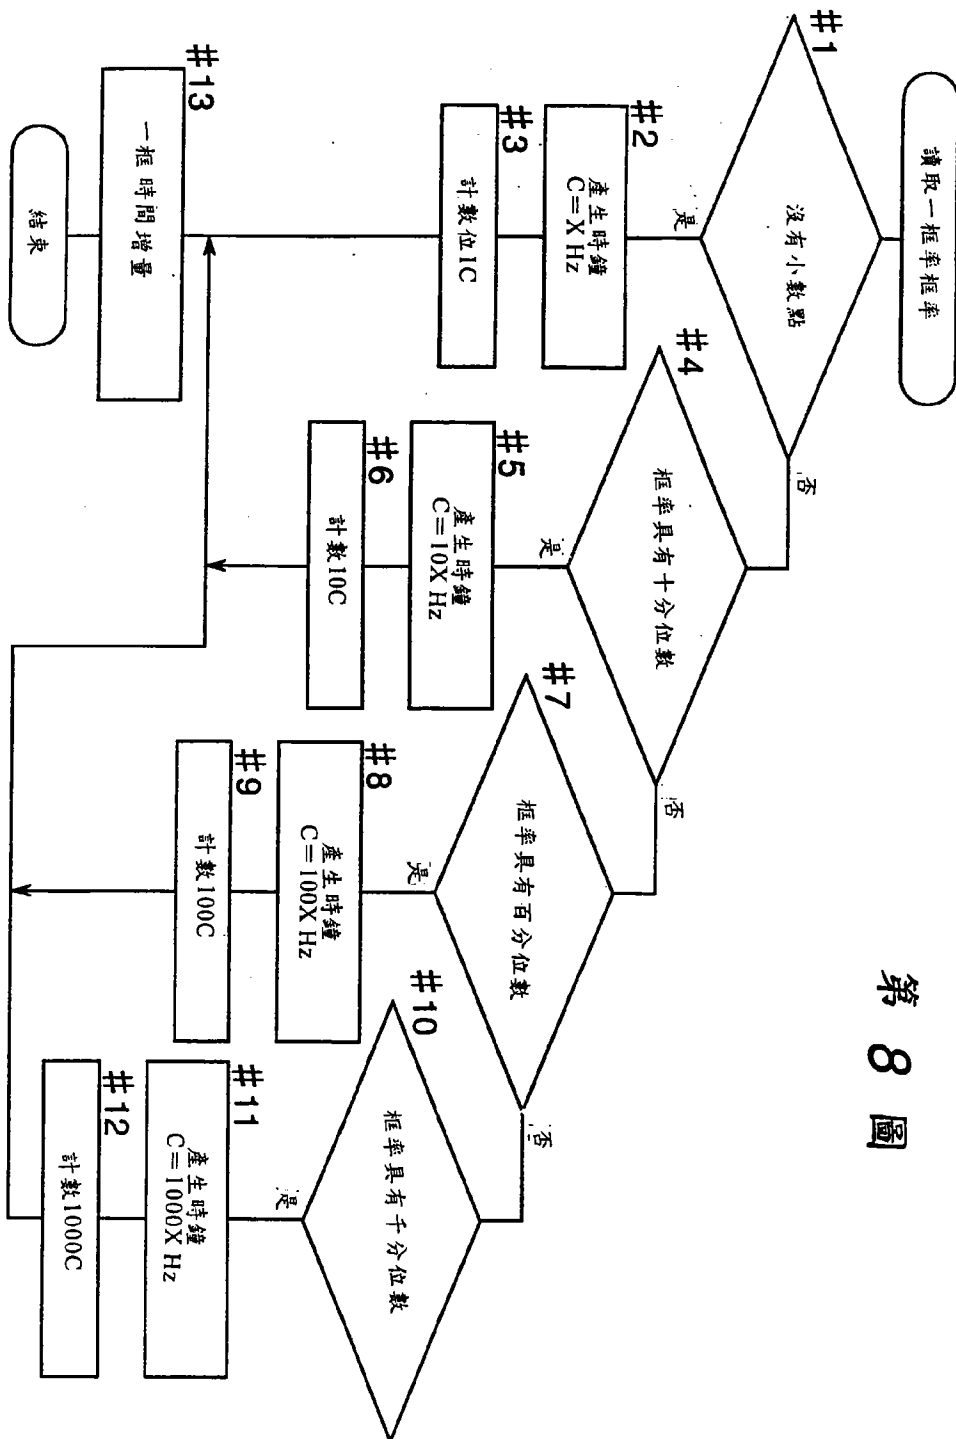 讀取一框率框率
#1
沒有小數點
是
否
#2
產生時鐘
C=X Hz
#3
計數位1C
#4
框率具有十分位數
是
否
#5
產生時鐘
C=10X Hz
#6
計數10C
#7
框率具有百分位數
是
否
#8
產生時鐘
C=100X Hz
#9
計數100C
#10
框率具有千分位數
是
#11
產生時鐘
C=1000X Hz
#12
計數1000C
#13
一框時間增量
結束
第 8 圖